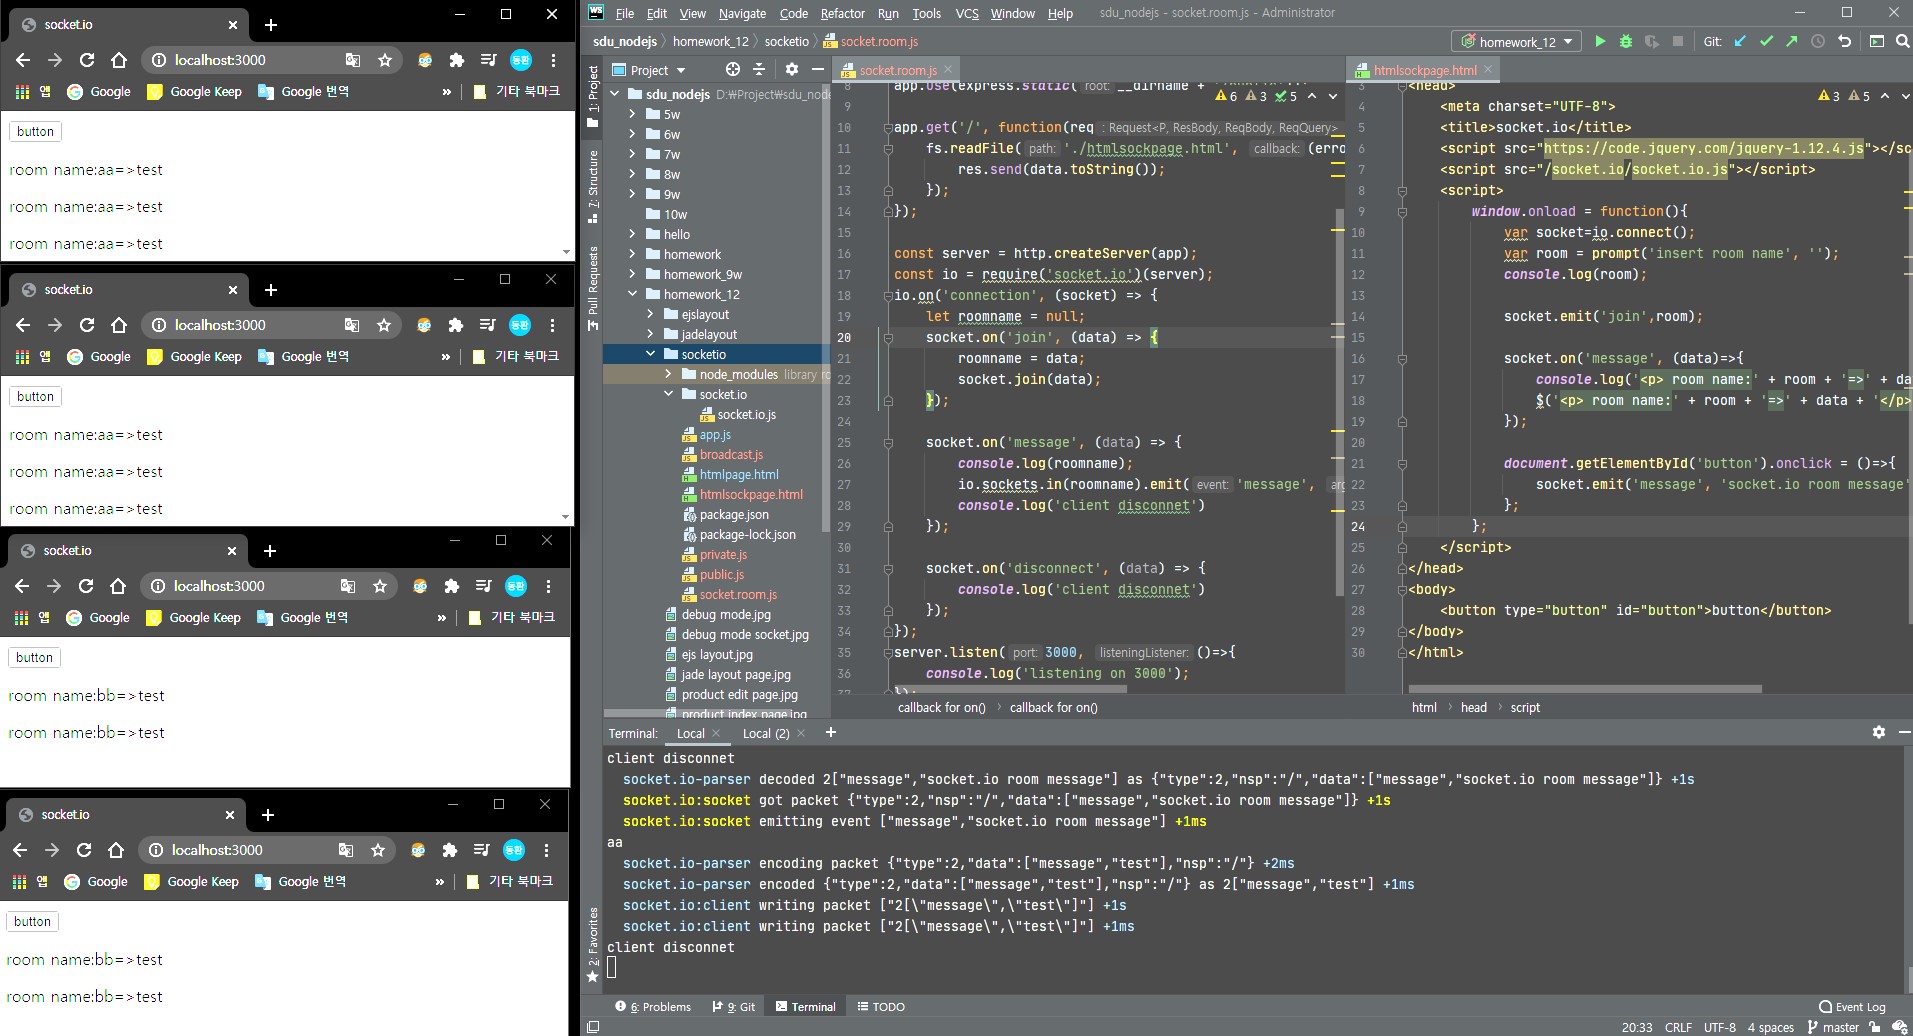 socket.io
localhost:3000
앱 Google Google Keep Google 번역 » 기타 북마크
button
room name:aa=>test
room name:aa=>test
room name:aa=>test
socket.io
localhost:3000
앱 Google Google Keep Google 번역 » 기타 북마크
button
room name:aa=>test
room name:aa=>test
room name:aa=>test
socket.io
localhost:3000
앱 Google Google Keep Google 번역 » 기타 북마크
button
room name:bb=>test
room name:bb=>test
socket.io
localhost:3000
앱 Google Google Keep Google 번역 » 기타 북마크
button
room name:bb=>test
room name:bb=>test
WS File Edit View Navigate Code Refactor Run Tools VCS Window Help sdu_nodejs - socket.room.js - Administrator
sdu_nodejs homework_12 socketio socket.room.js homework_12 Git:
1: Project
7: Structure
Pull Requests
2: Favorites
Project
sdu_nodejs D:₩Project₩sdu_node
5w
6w
7w
8w
9w
10w
hello
homework
homework_9w
homework_12
ejslayout
jadelayout
socketio
node_modules library ro
socket.io
socket.io.js
app.js
broadcast.js
htmlpage.html
htmlsockpage.html
package.json
package-lock.json
private.js
public.js
socket.room.js
debug mode.jpg
debug mode socket.jpg
ejs layout.jpg
jade layout page.jpg
product edit page.jpg
product index page.jpg
socket.room.js
6 3 5
8 app.use(express.static( root: __dirname +
9
10 app.get('/', function(req : Request<P, ResBody, ReqBody, ReqQuery>
11 fs.readFile( path: './htmlsockpage.html', callback: (erro
12 res.send(data.toString());
13 });
14 });
15
16 const server = http.createServer(app);
17 const io = require('socket.io')(server);
18 io.on('connection', (socket) => {
19 let roomname = null;
20 socket.on('join', (data) => {
21 roomname = data;
22 socket.join(data);
23 });
24
25 socket.on('message', (data) => {
26 console.log(roomname);
27 io.sockets.in(roomname).emit( event: 'message', arg
28 console.log('client disconnet')
29 });
30
31 socket.on('disconnect', (data) => {
32 console.log('client disconnet')
33 });
34 });
35 server.listen( port: 3000, listeningListener: ()=>{
36 console.log('listening on 3000');
37 });
callback for on() callback for on()
htmlsockpage.html
3 5
3 <head>
4 <meta charset="UTF-8">
5 <title>socket.io</title>
6 <script src="https://code.jquery.com/jquery-1.12.4.js"></sc
7 <script src="/socket.io/socket.io.js"></script>
8 <script>
9 window.onload = function(){
10 var socket=io.connect();
11 var room = prompt('insert room name', '');
12 console.log(room);
13
14 socket.emit('join',room);
15
16 socket.on('message', (data)=>{
17 console.log('<p> room name:' + room + '=>' + da
18 $('<p> room name:' + room + '=>' + data + '</p>
19 });
20
21 document.getElementById('button').onclick = ()=>{
22 socket.emit('message', 'socket.io room message'
23 };
24 };
25 </script>
26 </head>
27 <body>
28 <button type="button" id="button">button</button>
29 </body>
30 </html>
html head script
Terminal: Local Local (2) +
client disconnet
socket.io-parser decoded 2["message","socket.io room message"] as {"type":2,"nsp":"/","data":["message","socket.io room message"]} +1s
socket.io:socket got packet {"type":2,"nsp":"/","data":["message","socket.io room message"]} +1s
socket.io:socket emitting event ["message","socket.io room message"] +1ms
aa
socket.io-parser encoding packet {"type":2,"data":["message","test"],"nsp":"/"} +2ms
socket.io-parser encoded {"type":2,"data":["message","test"],"nsp":"/"} as 2["message","test"] +1ms
socket.io:client writing packet ["2[\"message\",\"test\"]"] +1s
socket.io:client writing packet ["2[\"message\",\"test\"]"] +1ms
client disconnet
6: Problems 9: Git Terminal TODO Event Log
20:33 CRLF UTF-8 4 spaces master